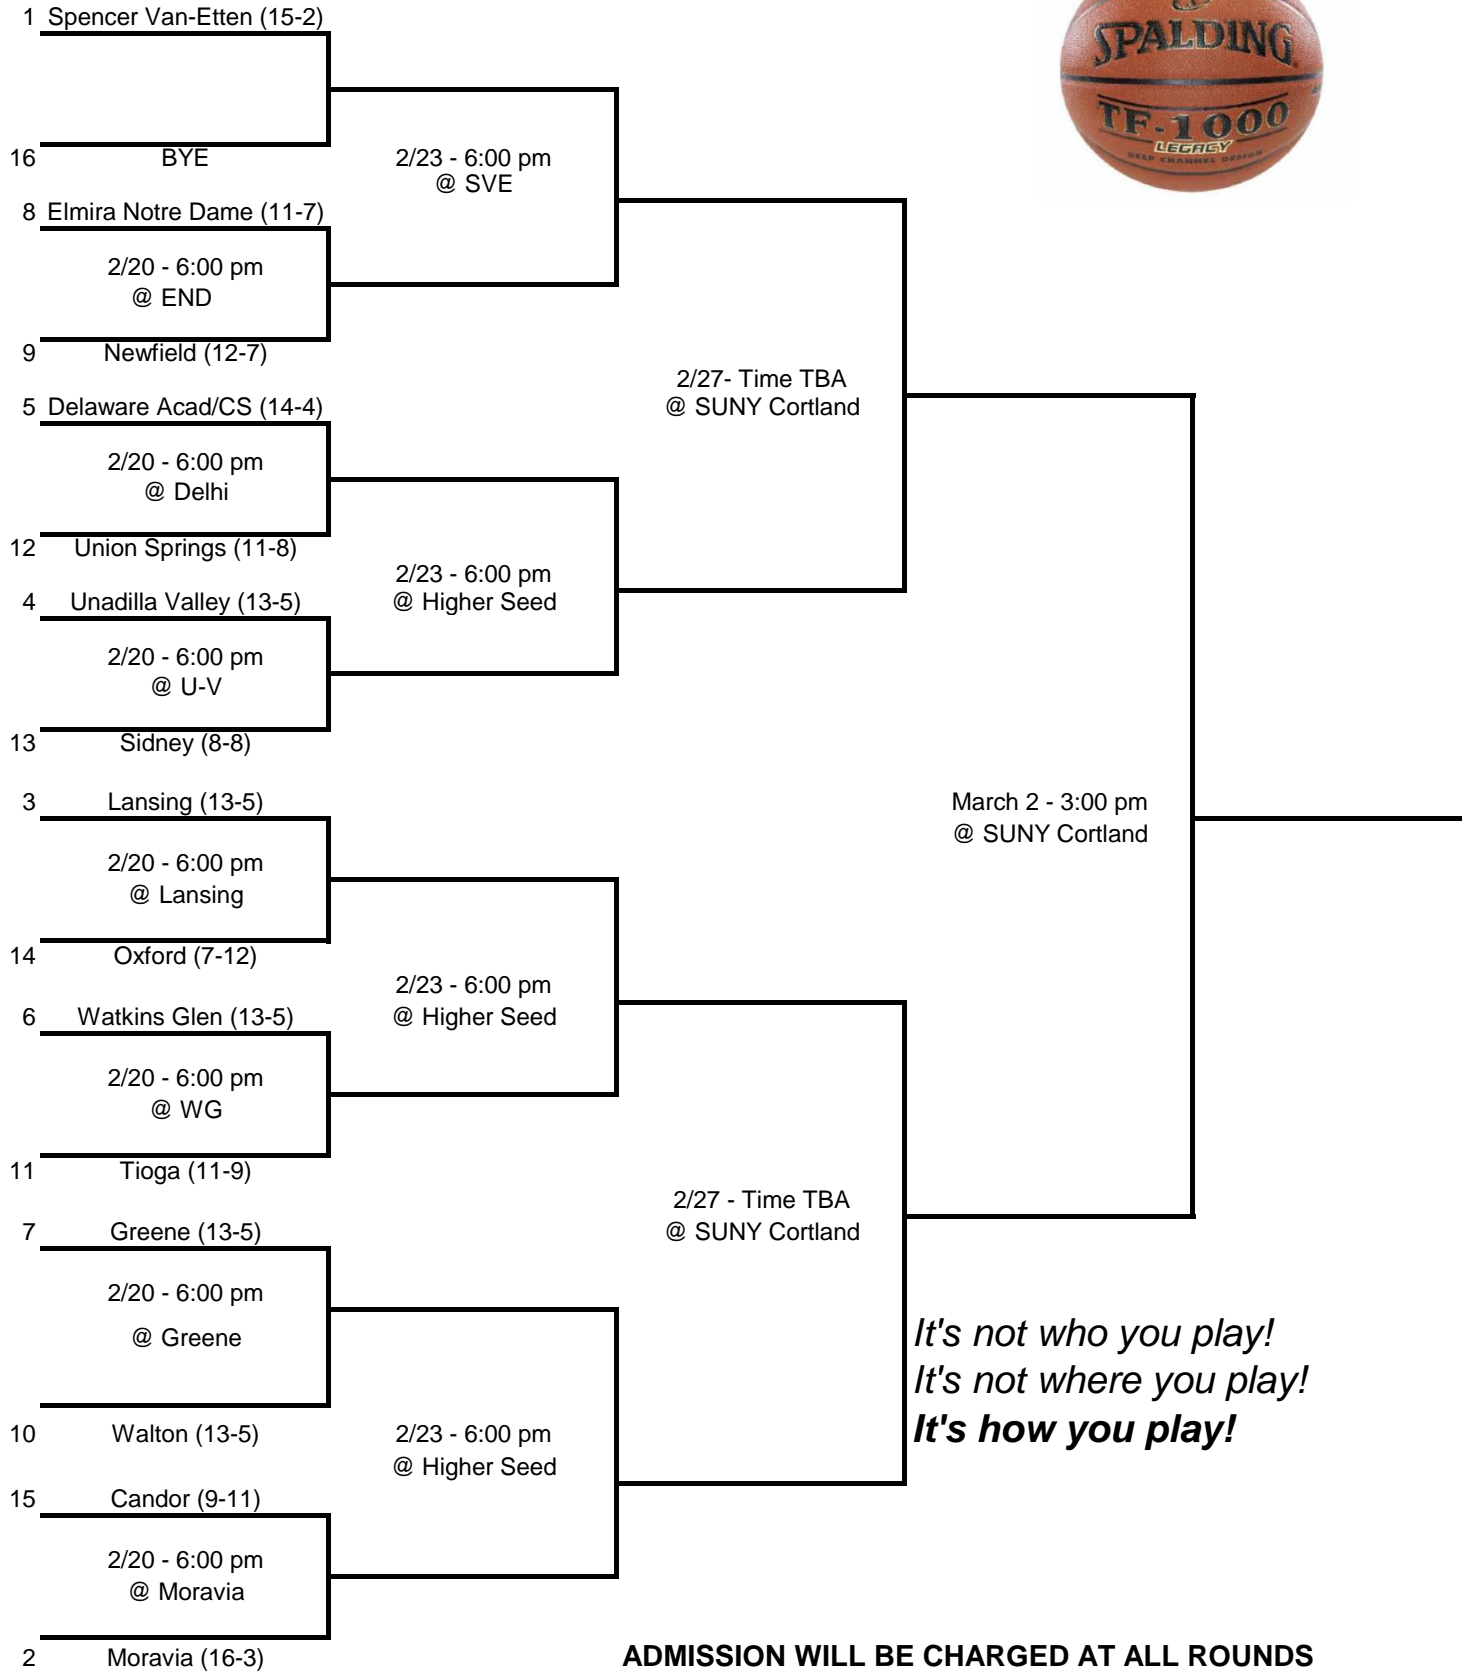 1 Spencer Van-Etten (15-2)
SPALDING
TF-1000
LEGACY
DEEP CHANNEL DESIGN
16 BYE
2/23 - 6:00 pm
@ SVE
8 Elmira Notre Dame (11-7)
2/20 - 6:00 pm
@ END
9 Newfield (12-7)
2/27- Time TBA
@ SUNY Cortland
5 Delaware Acad/CS (14-4)
2/20 - 6:00 pm
@ Delhi
12 Union Springs (11-8)
2/23 - 6:00 pm
@ Higher Seed
4 Unadilla Valley (13-5)
2/20 - 6:00 pm
@ U-V
13 Sidney (8-8)
3 Lansing (13-5)
March 2 - 3:00 pm
@ SUNY Cortland
2/20 - 6:00 pm
@ Lansing
14 Oxford (7-12)
2/23 - 6:00 pm
@ Higher Seed
6 Watkins Glen (13-5)
2/20 - 6:00 pm
@ WG
11 Tioga (11-9)
2/27 - Time TBA
@ SUNY Cortland
7 Greene (13-5)
2/20 - 6:00 pm
@ Greene
It's not who you play!
It's not where you play!
It's how you play!
10 Walton (13-5)
2/23 - 6:00 pm
@ Higher Seed
15 Candor (9-11)
2/20 - 6:00 pm
@ Moravia
2 Moravia (16-3)
ADMISSION WILL BE CHARGED AT ALL ROUNDS